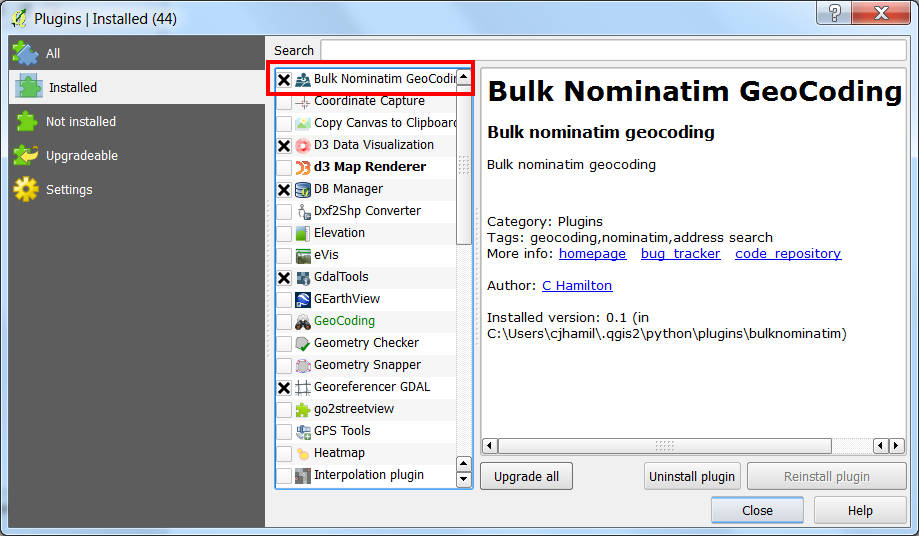 Plugins | Installed (44)
All
Installed
Not installed
Upgradeable
Settings
Search
Bulk Nominatim GeoCodin
Coordinate Capture
Copy Canvas to Clipboard
D3 Data Visualization
d3 Map Renderer
DB Manager
Dxf2Shp Converter
Elevation
eVis
GdalTools
GEarthView
GeoCoding
Geometry Checker
Geometry Snapper
Georeferencer GDAL
go2streetview
GPS Tools
Heatmap
Interpolation plugin
Bulk Nominatim GeoCoding
Bulk nominatim geocoding
Bulk nominatim geocoding
Category: Plugins
Tags: geocoding,nominatim,address search
More info: homepage bug_tracker code_repository
Author: C Hamilton
Installed version: 0.1 (in
C:\Users\cjhamil\.qgis2\python\plugins\bulknominatim)
Upgrade all
Uninstall plugin
Reinstall plugin
Close
Help